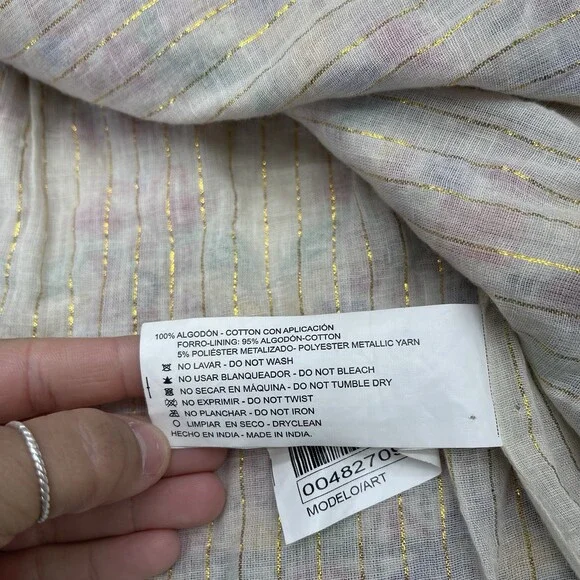 100% ALGODÓN - COTTON CON APLICACIÓN
FORRO-LINING: 95% ALGODÓN-COTTON
5% POLIÉSTER METALIZADO- POLYESTER METALLIC YARN
NO LAVAR - DO NOT WASH
NO USAR BLANQUEADOR - DO NOT BLEACH
NO SECAR EN MÀQUINA - DO NOT TUMBLE DRY
NO EXPRIMIR - DO NOT TWIST
NO PLANCHAR - DO NOT IRON
LIMPIAR EN SECO - DRYCLEAN
HECHO EN INDIA - MADE IN INDIA.
MODELO/ART